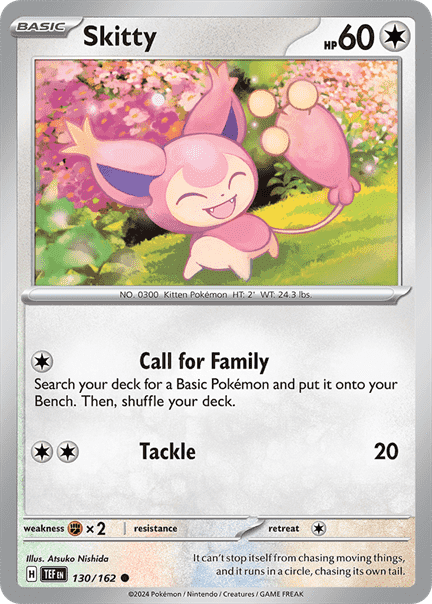 BASIC
Skitty
HP 60
NO. 0300 Kitten Pokémon HT: 2' WT: 24.3 lbs.
Call for Family
Search your deck for a Basic Pokémon and put it onto your
Bench. Then, shuffle your deck.
Tackle 20
weakness ×2 resistance retreat
Illus. Atsuko Nishida
It can't stop itself from chasing moving things,
and it runs in a circle, chasing its own tail.
H TEF EN 130/162
©2024 Pokémon / Nintendo / Creatures / GAME FREAK